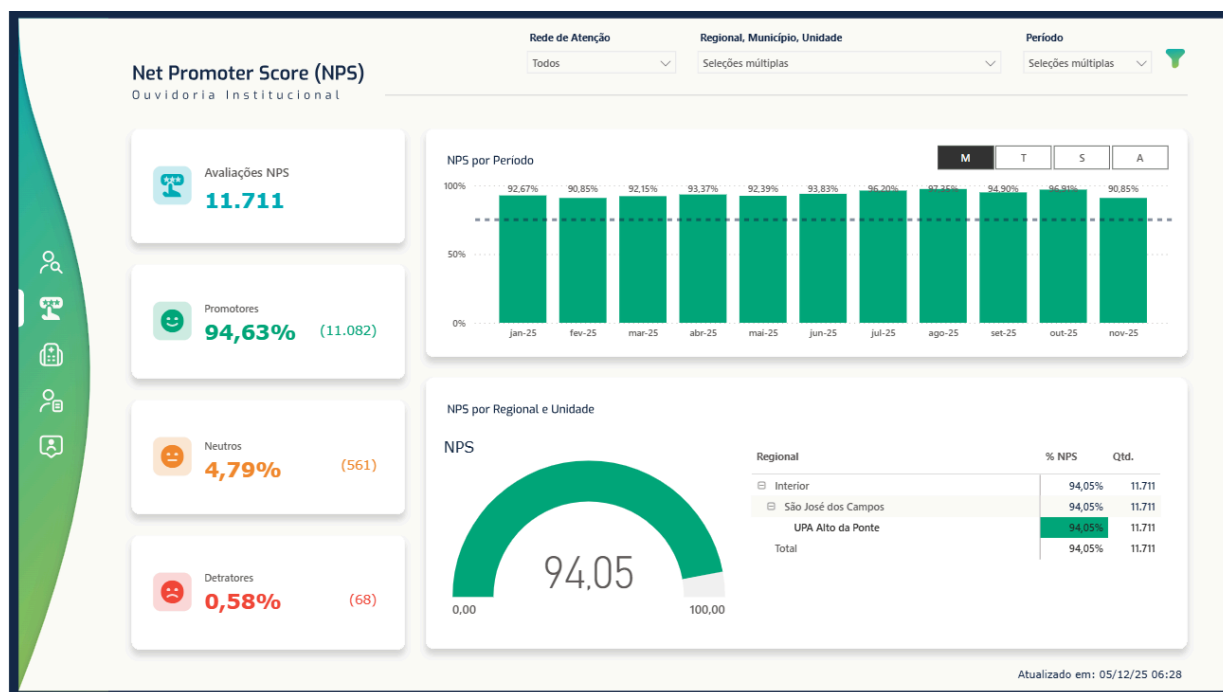 Net Promoter Score (NPS)
Ouvidoria Institucional
Rede de Atenção
Todos
Regional, Município, Unidade
Seleções múltiplas
Período
Seleções múltiplas
Avaliações NPS
11.711
Promotores
94,63% (11.082)
Neutros
4,79% (561)
Detratores
0,58% (68)
NPS por Período
M T S A
100%
50%
0%
92,67% 90,85% 92,15% 93,37% 92,39% 93,83% 96,20% 97,35% 94,90% 96,91% 90,85%
jan-25 fev-25 mar-25 abr-25 mai-25 jun-25 jul-25 ago-25 set-25 out-25 nov-25
NPS por Regional e Unidade
NPS
94,05
0,00 100,00
Regional % NPS Qtd.
Interior 94,05% 11.711
São José dos Campos 94,05% 11.711
UPA Alto da Ponte 94,05% 11.711
Total 94,05% 11.711
Atualizado em: 05/12/25 06:28